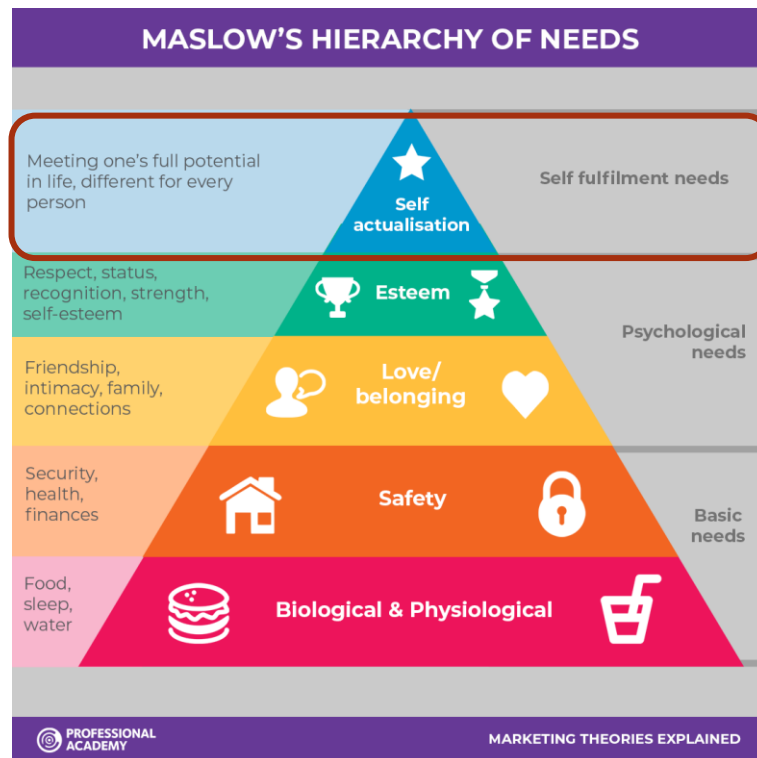 MASLOW'S HIERARCHY OF NEEDS
Meeting one's full potential
in life, different for every
person
Self
actualisation
Self fulfilment needs
Respect, status,
recognition, strength,
self-esteem
Esteem
Psychological
needs
Friendship,
intimacy, family,
connections
Love/
belonging
Security,
health,
finances
Safety
Basic
needs
Food,
sleep,
water
Biological & Physiological
PROFESSIONAL
ACADEMY
MARKETING THEORIES EXPLAINED